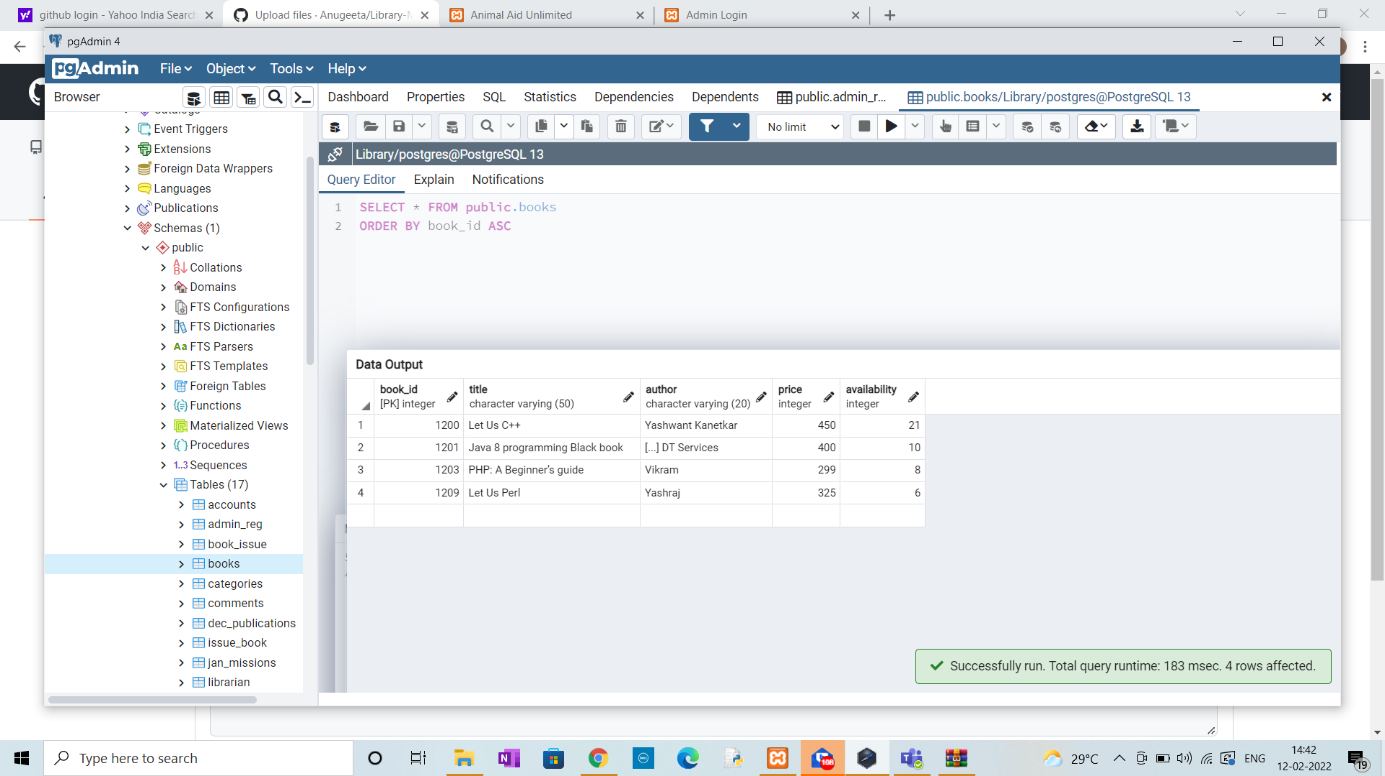 github login - Yahoo India Search
Upload files · Anugeeta/Library-M
Animal Aid Unlimited
Admin Login
pgAdmin 4
pgAdmin File Object Tools Help
Browser
Dashboard Properties SQL Statistics Dependencies Dependents public.admin_r... public.books/Library/postgres@PostgreSQL 13
No limit
Library/postgres@PostgreSQL 13
Query Editor Explain Notifications
1 SELECT * FROM public.books
2 ORDER BY book_id ASC
Event Triggers
Extensions
Foreign Data Wrappers
Languages
Publications
Schemas (1)
public
Collations
Domains
FTS Configurations
FTS Dictionaries
FTS Parsers
FTS Templates
Foreign Tables
Functions
Materialized Views
Procedures
1..3 Sequences
Tables (17)
accounts
admin_reg
book_issue
books
categories
comments
dec_publications
issue_book
jan_missions
librarian
Data Output
book_id title author price availability
[PK] integer character varying (50) character varying (20) integer integer
1 1200 Let Us C++ Yashwant Kanetkar 450 21
2 1201 Java 8 programming Black book [...] DT Services 400 10
3 1203 PHP: A Beginner's guide Vikram 299 8
4 1209 Let Us Perl Yashraj 325 6
Successfully run. Total query runtime: 183 msec. 4 rows affected.
Type here to search
29°C
ENG
14:42
12-02-2022
19